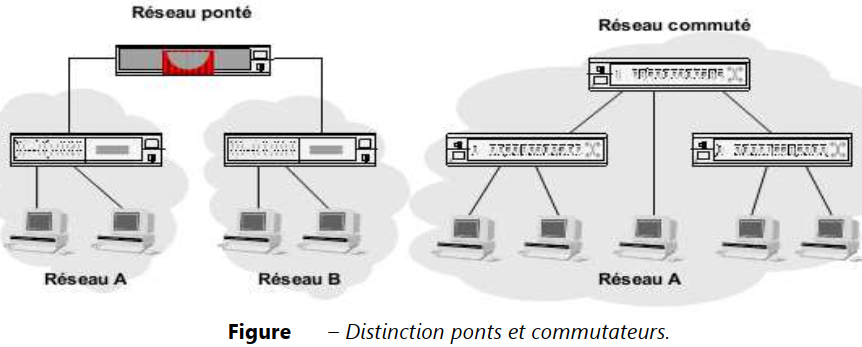 Réseau ponté
Réseau commuté
Réseau A
Réseau B
Réseau A
Figure – Distinction ponts et commutateurs.